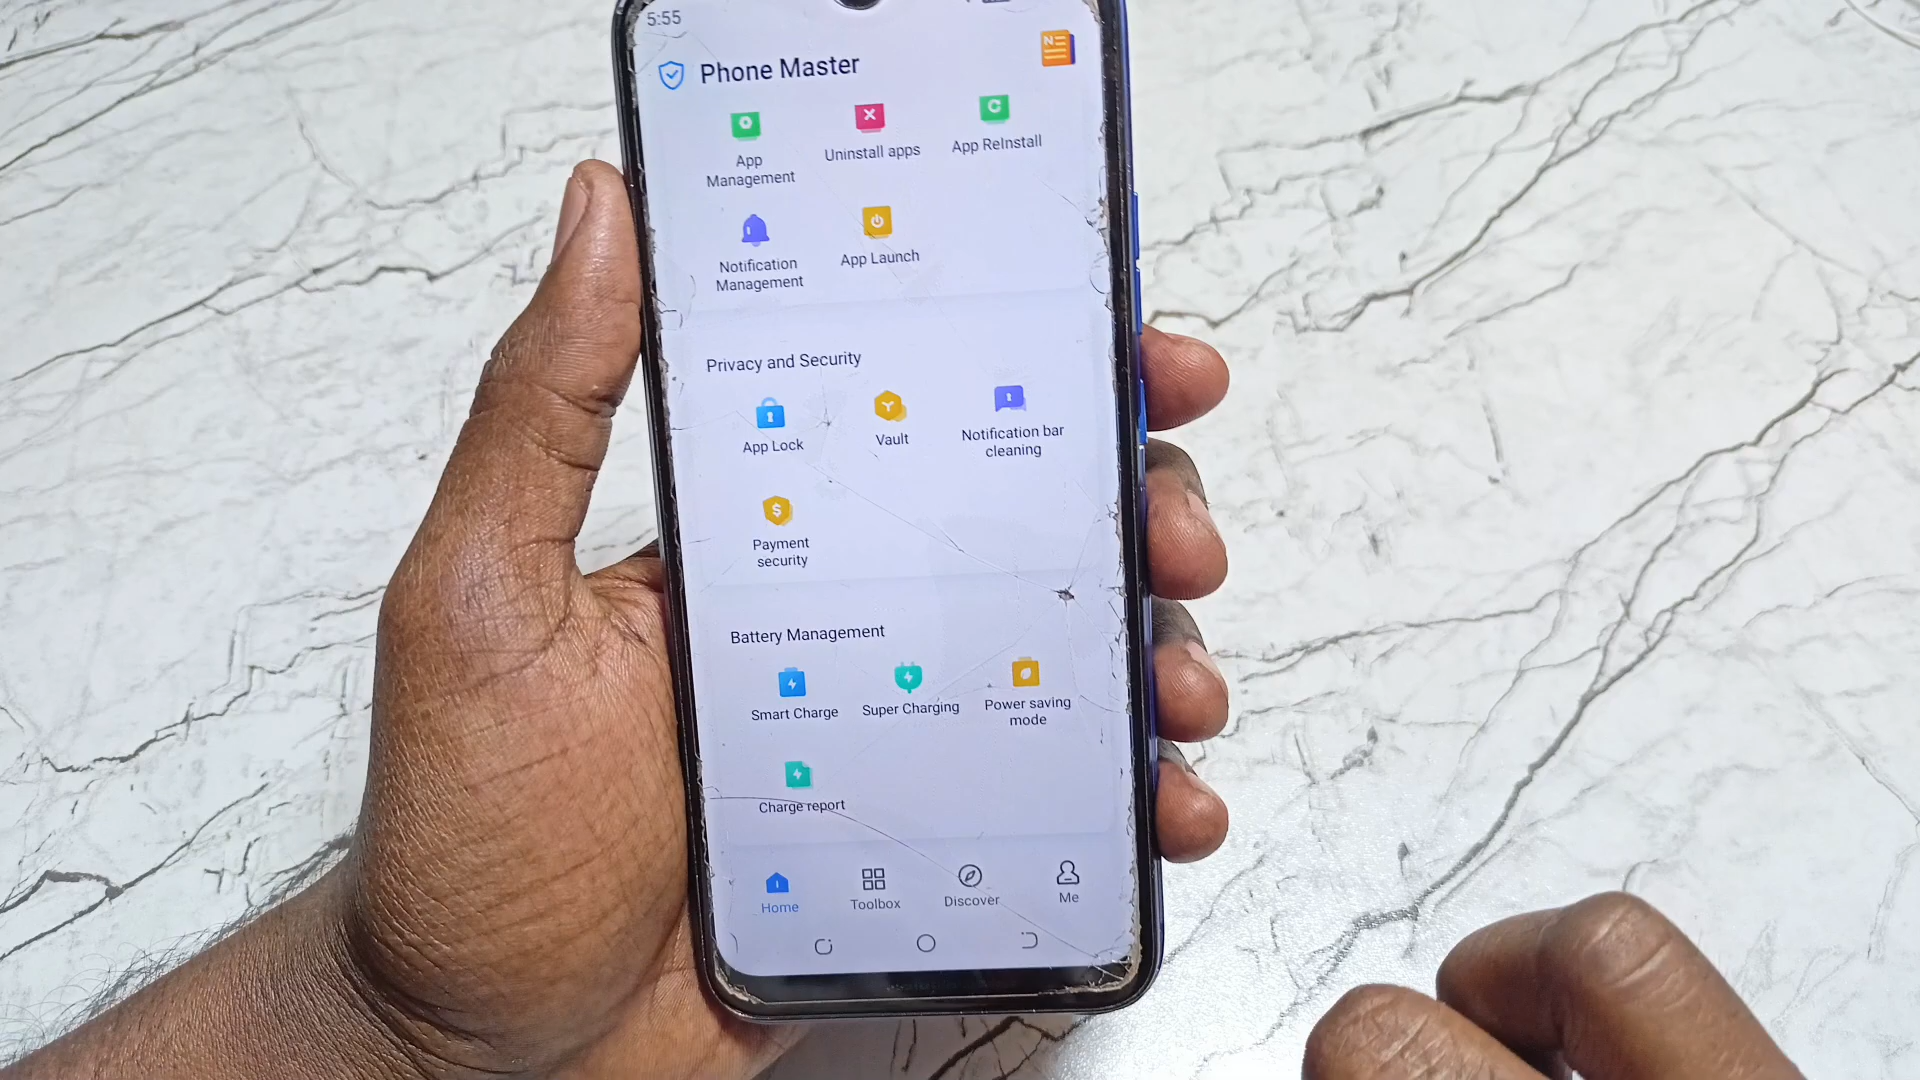 5:55
Phone Master
N
App
Management
Uninstall apps
App ReInstall
Notification
Management
App Launch
Privacy and Security
App Lock
Vault
Notification bar
cleaning
$
Payment
security
Battery Management
Smart Charge
Super Charging
Power saving
mode
Charge report
Home
Toolbox
Discover
Me